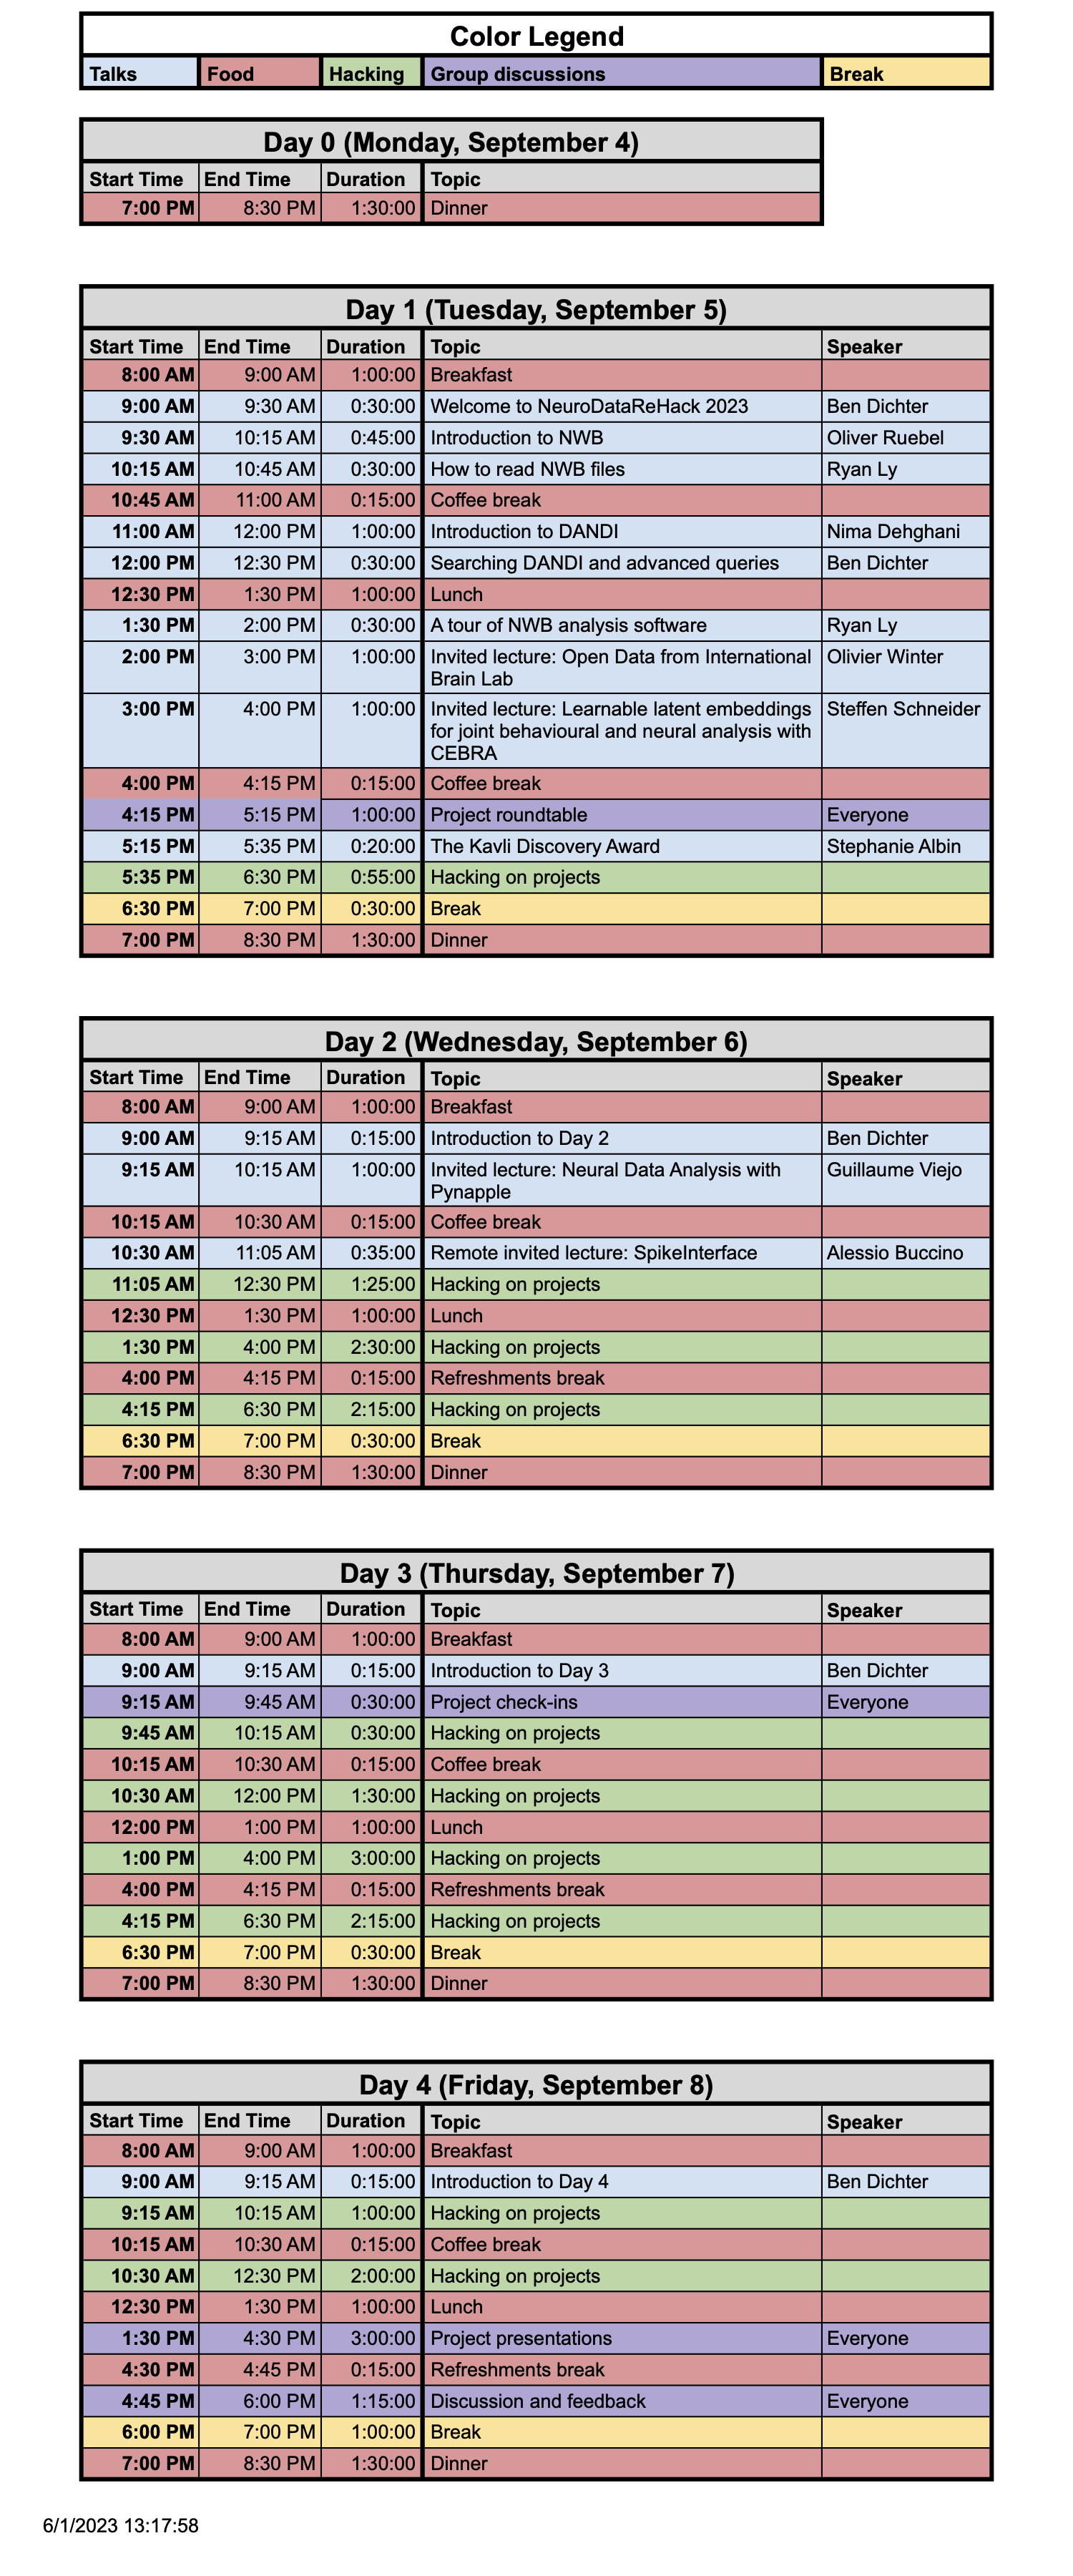 Color Legend
Talks Food Hacking Group discussions Break
Day 0 (Monday, September 4)
Start Time End Time Duration Topic
7:00 PM 8:30 PM 1:30:00 Dinner
Day 1 (Tuesday, September 5)
Start Time End Time Duration Topic Speaker
8:00 AM 9:00 AM 1:00:00 Breakfast
9:00 AM 9:30 AM 0:30:00 Welcome to NeuroDataReHack 2023 Ben Dichter
9:30 AM 10:15 AM 0:45:00 Introduction to NWB Oliver Ruebel
10:15 AM 10:45 AM 0:30:00 How to read NWB files Ryan Ly
10:45 AM 11:00 AM 0:15:00 Coffee break
11:00 AM 12:00 PM 1:00:00 Introduction to DANDI Nima Dehghani
12:00 PM 12:30 PM 0:30:00 Searching DANDI and advanced queries Ben Dichter
12:30 PM 1:30 PM 1:00:00 Lunch
1:30 PM 2:00 PM 0:30:00 A tour of NWB analysis software Ryan Ly
2:00 PM 3:00 PM 1:00:00 Invited lecture: Open Data from International Olivier Winter
Brain Lab
3:00 PM 4:00 PM 1:00:00 Invited lecture: Learnable latent embeddings Steffen Schneider
for joint behavioural and neural analysis with
CEBRA
4:00 PM 4:15 PM 0:15:00 Coffee break
4:15 PM 5:15 PM 1:00:00 Project roundtable Everyone
5:15 PM 5:35 PM 0:20:00 The Kavli Discovery Award Stephanie Albin
5:35 PM 6:30 PM 0:55:00 Hacking on projects
6:30 PM 7:00 PM 0:30:00 Break
7:00 PM 8:30 PM 1:30:00 Dinner
Day 2 (Wednesday, September 6)
Start Time End Time Duration Topic Speaker
8:00 AM 9:00 AM 1:00:00 Breakfast
9:00 AM 9:15 AM 0:15:00 Introduction to Day 2 Ben Dichter
9:15 AM 10:15 AM 1:00:00 Invited lecture: Neural Data Analysis with Guillaume Viejo
Pynapple
10:15 AM 10:30 AM 0:15:00 Coffee break
10:30 AM 11:05 AM 0:35:00 Remote invited lecture: SpikeInterface Alessio Buccino
11:05 AM 12:30 PM 1:25:00 Hacking on projects
12:30 PM 1:30 PM 1:00:00 Lunch
1:30 PM 4:00 PM 2:30:00 Hacking on projects
4:00 PM 4:15 PM 0:15:00 Refreshments break
4:15 PM 6:30 PM 2:15:00 Hacking on projects
6:30 PM 7:00 PM 0:30:00 Break
7:00 PM 8:30 PM 1:30:00 Dinner
Day 3 (Thursday, September 7)
Start Time End Time Duration Topic Speaker
8:00 AM 9:00 AM 1:00:00 Breakfast
9:00 AM 9:15 AM 0:15:00 Introduction to Day 3 Ben Dichter
9:15 AM 9:45 AM 0:30:00 Project check-ins Everyone
9:45 AM 10:15 AM 0:30:00 Hacking on projects
10:15 AM 10:30 AM 0:15:00 Coffee break
10:30 AM 12:00 PM 1:30:00 Hacking on projects
12:00 PM 1:00 PM 1:00:00 Lunch
1:00 PM 4:00 PM 3:00:00 Hacking on projects
4:00 PM 4:15 PM 0:15:00 Refreshments break
4:15 PM 6:30 PM 2:15:00 Hacking on projects
6:30 PM 7:00 PM 0:30:00 Break
7:00 PM 8:30 PM 1:30:00 Dinner
Day 4 (Friday, September 8)
Start Time End Time Duration Topic Speaker
8:00 AM 9:00 AM 1:00:00 Breakfast
9:00 AM 9:15 AM 0:15:00 Introduction to Day 4 Ben Dichter
9:15 AM 10:15 AM 1:00:00 Hacking on projects
10:15 AM 10:30 AM 0:15:00 Coffee break
10:30 AM 12:30 PM 2:00:00 Hacking on projects
12:30 PM 1:30 PM 1:00:00 Lunch
1:30 PM 4:30 PM 3:00:00 Project presentations Everyone
4:30 PM 4:45 PM 0:15:00 Refreshments break
4:45 PM 6:00 PM 1:15:00 Discussion and feedback Everyone
6:00 PM 7:00 PM 1:00:00 Break
7:00 PM 8:30 PM 1:30:00 Dinner
6/1/2023 13:17:58